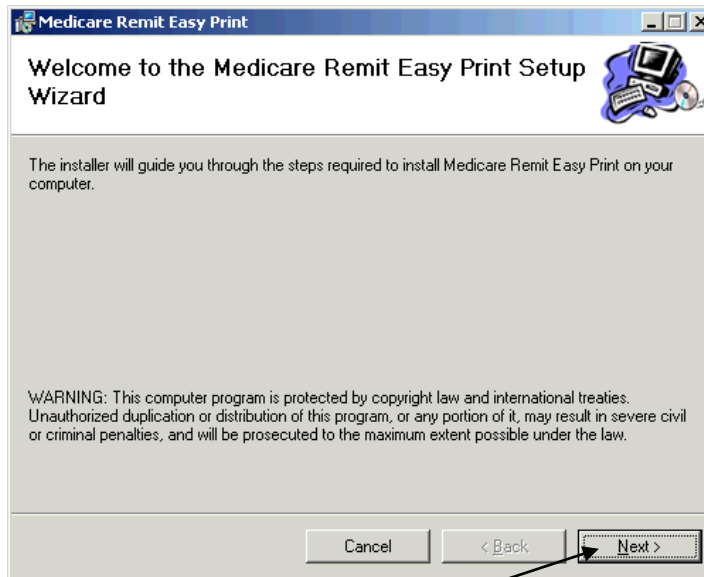 Medicare Remit Easy Print
Welcome to the Medicare Remit Easy Print Setup
Wizard
The installer will guide you through the steps required to install Medicare Remit Easy Print on your
computer.
WARNING: This computer program is protected by copyright law and international treaties.
Unauthorized duplication or distribution of this program, or any portion of it, may result in severe civil
or criminal penalties, and will be prosecuted to the maximum extent possible under the law.
Cancel
< Back
Next >